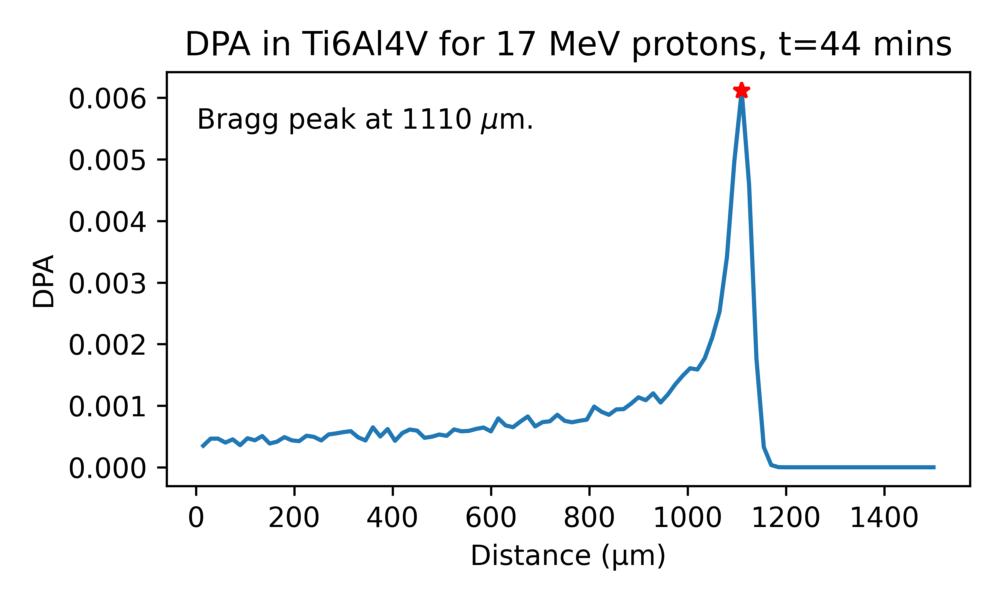 DPA in Ti6Al4V for 17 MeV protons, t=44 mins
Bragg peak at 1110 μm.
0.006
0.005
0.004
0.003
0.002
0.001
0.000
DPA
0 200 400 600 800 1000 1200 1400
Distance (µm)